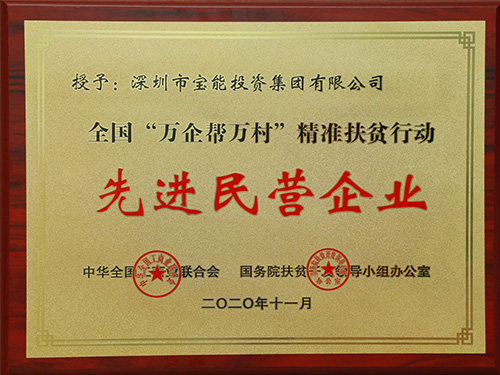 授予：深圳市宝能投资集团有限公司
全国“万企帮万村”精准扶贫行动
先进民营企业
中华全国工商业联合会 国务院扶贫开发领导小组办公室
二〇二〇年十一月